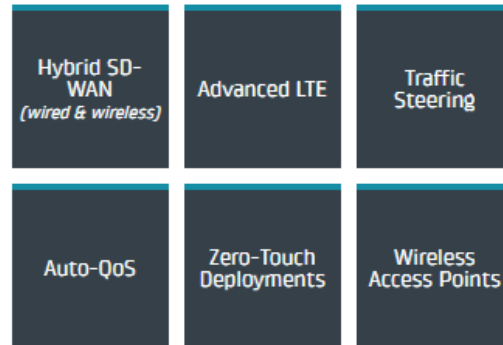 Hybrid SD-
WAN
(wired & wireless)
Advanced LTE
Traffic
Steering
Auto-QoS
Zero-Touch
Deployments
Wireless
Access Points